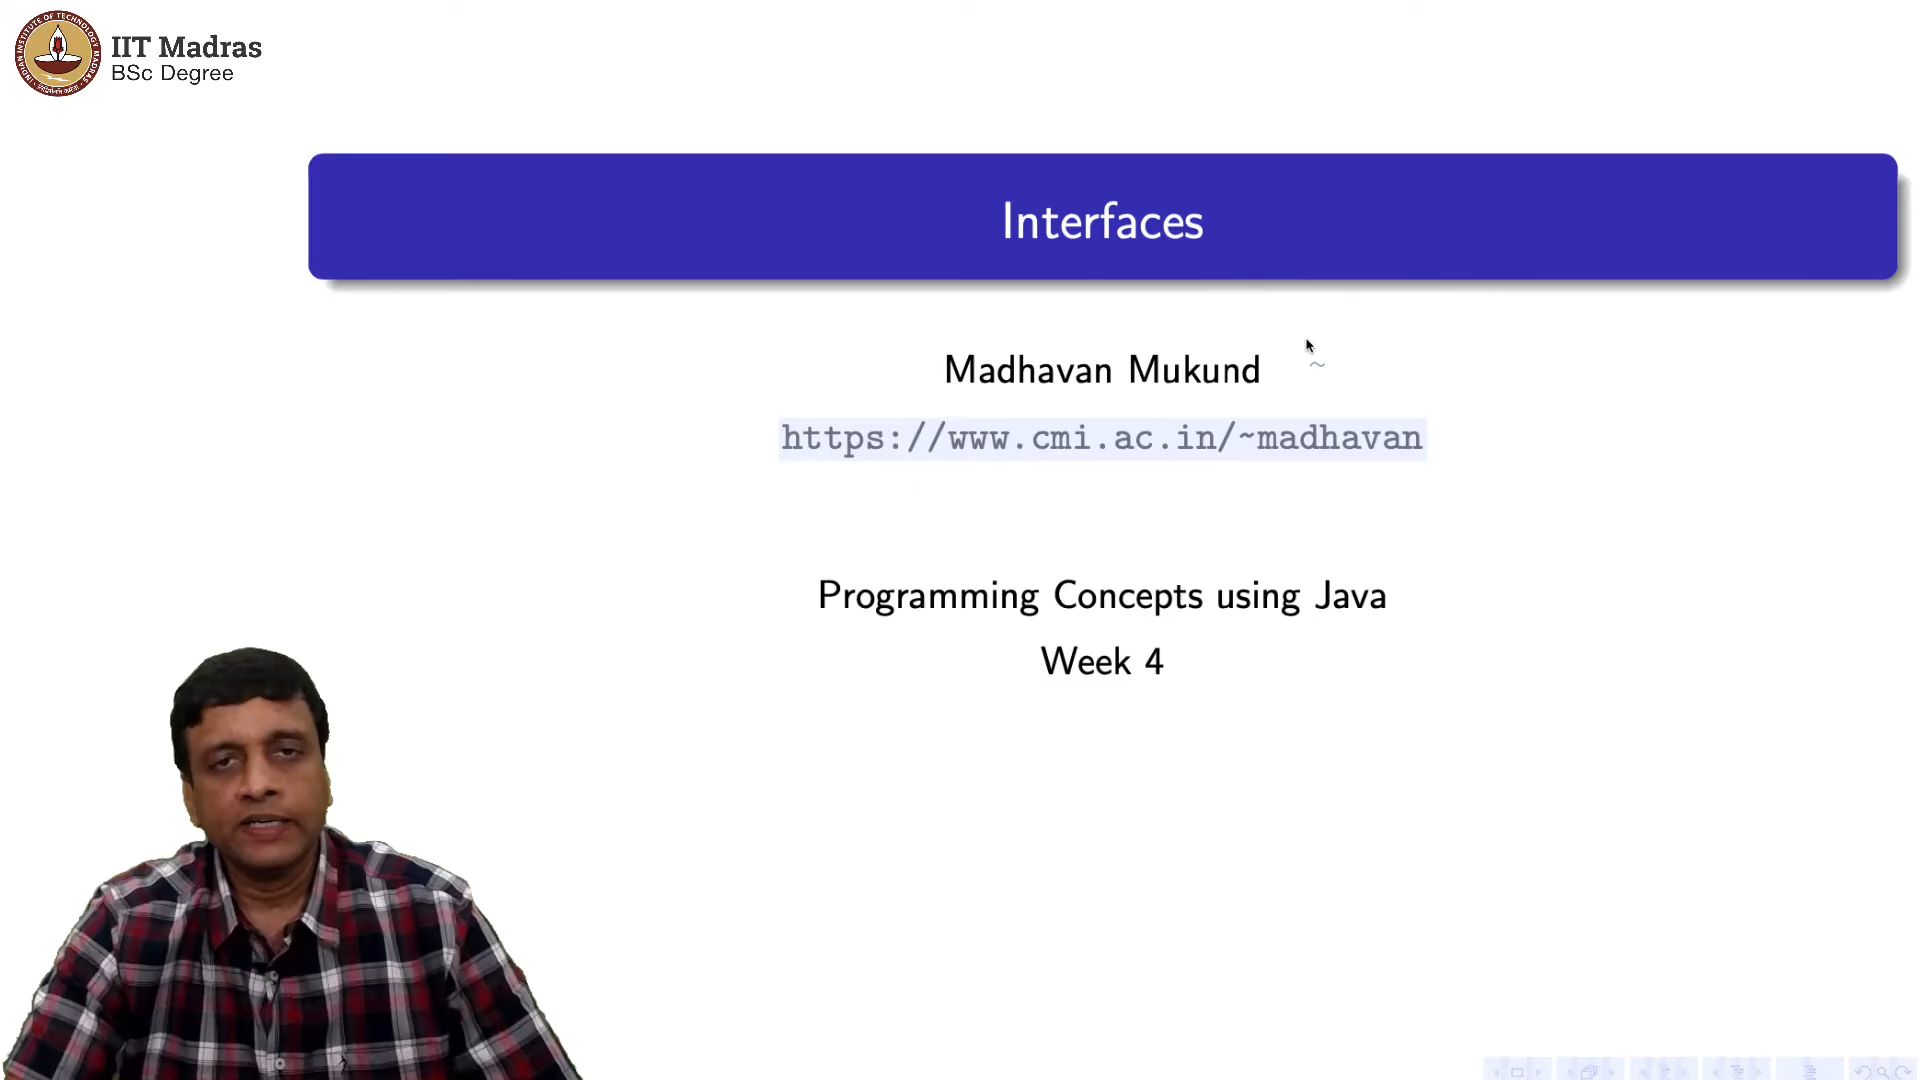 IIT Madras
BSc Degree
Interfaces
Madhavan Mukund
https://www.cmi.ac.in/~madhavan
Programming Concepts using Java
Week 4